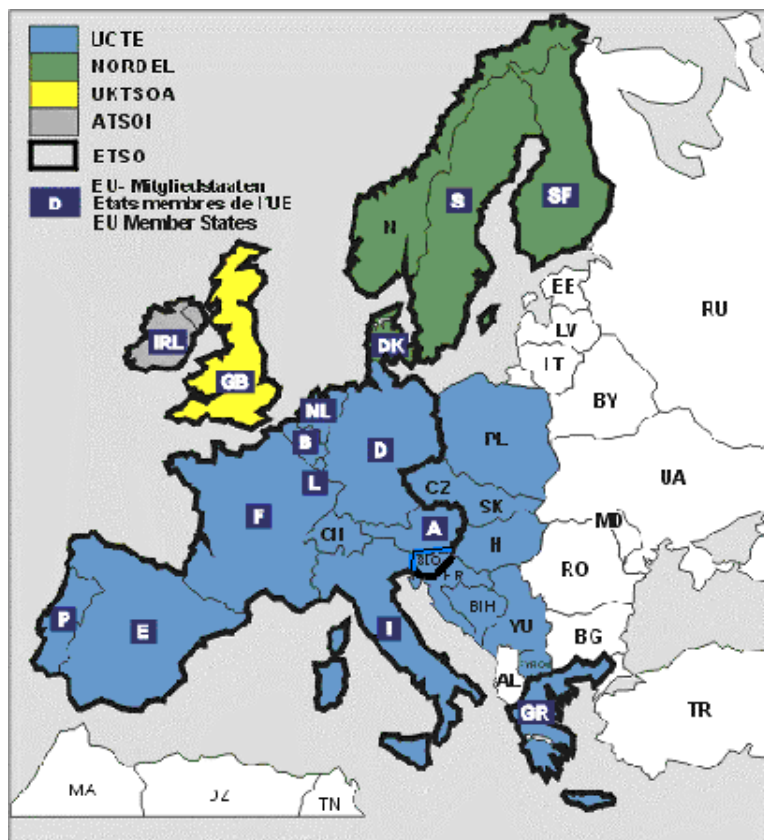 UCTE
NORDEL
UKTSOA
ATSOI
ETSO
D
EU- Mitgliedstaaten
Etats membres de l'UE
EU Member States
N
S
SF
EE
RU
LV
LT
IRL
DK
GB
BY
NL
B
D
PL
L
CZ
UA
SK
F
CH
A
H
MD
SLO
RO
BIH
P
E
I
YU
BG
AL
GR
TR
MA
DZ
TN